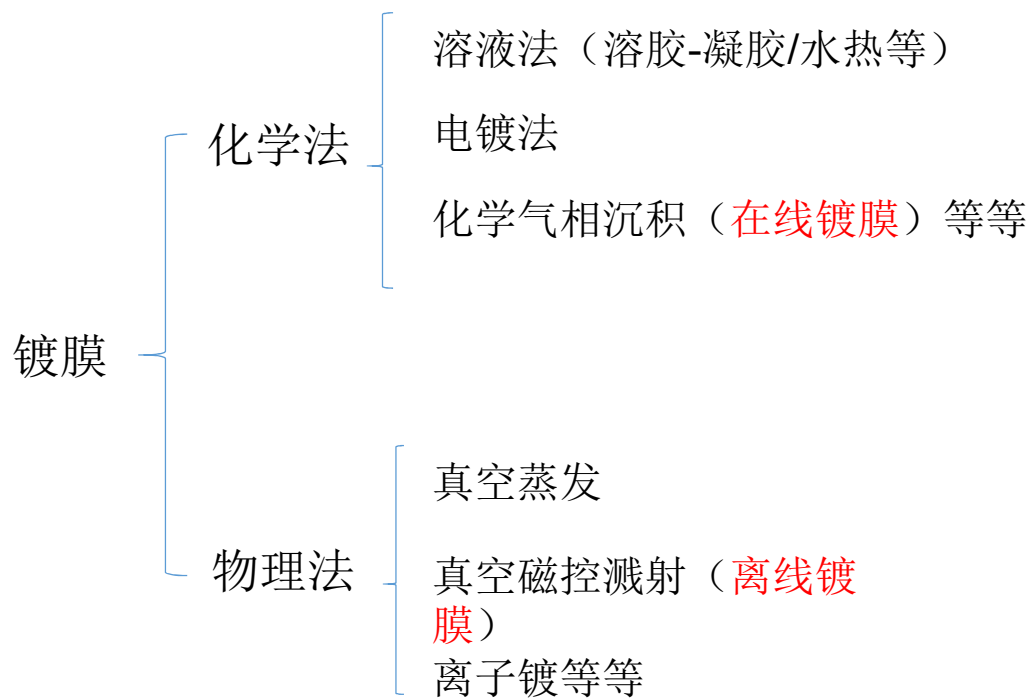 溶液法（溶胶-凝胶/水热等）
化学法
电镀法
化学气相沉积（在线镀膜）等等
镀膜
真空蒸发
物理法
真空磁控溅射（离线镀
膜）
离子镀等等